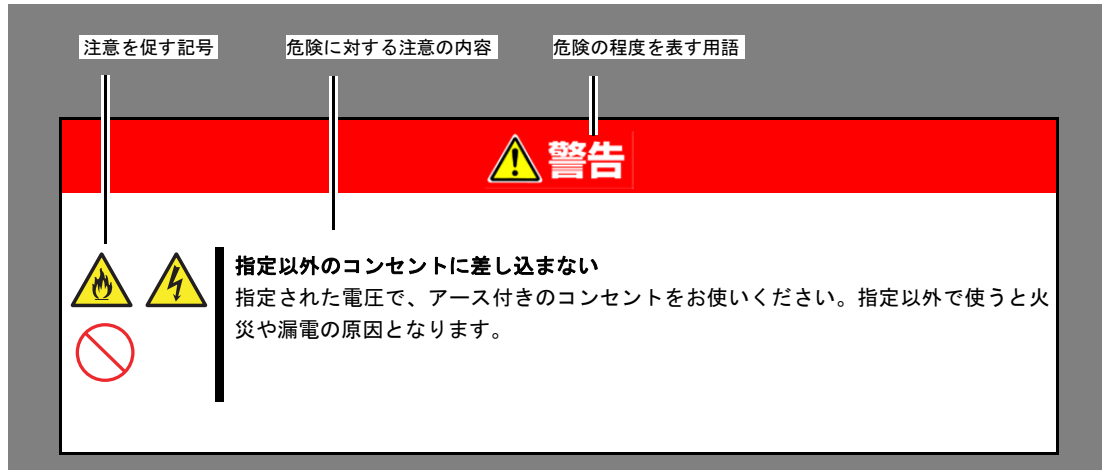 注意を促す記号
危険に対する注意の内容
危険の程度を表す用語
警告
指定以外のコンセントに差し込まない
指定された電圧で、アース付きのコンセントをお使いください。指定以外で使うと火
災や漏電の原因となります。